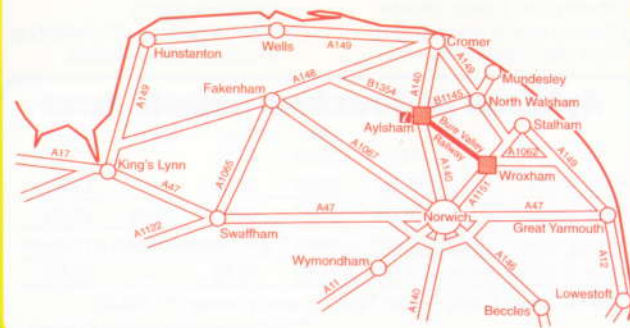 Hunstanton
Wells
A149
Cromer
A149
A148
A140
A149
Mundesley
Fakenham
B1354
B1145
North Walsham
i
Aylsham
Bure Valley
Railway
Stalham
A17
King's Lynn
A1065
A1067
A140
A1062
A149
Wroxham
A47
A1151
A1122
A47
Norwich
A47
Swaffham
Great Yarmouth
Wymondham
A146
A12
A11
A140
Lowestoft
Beccles